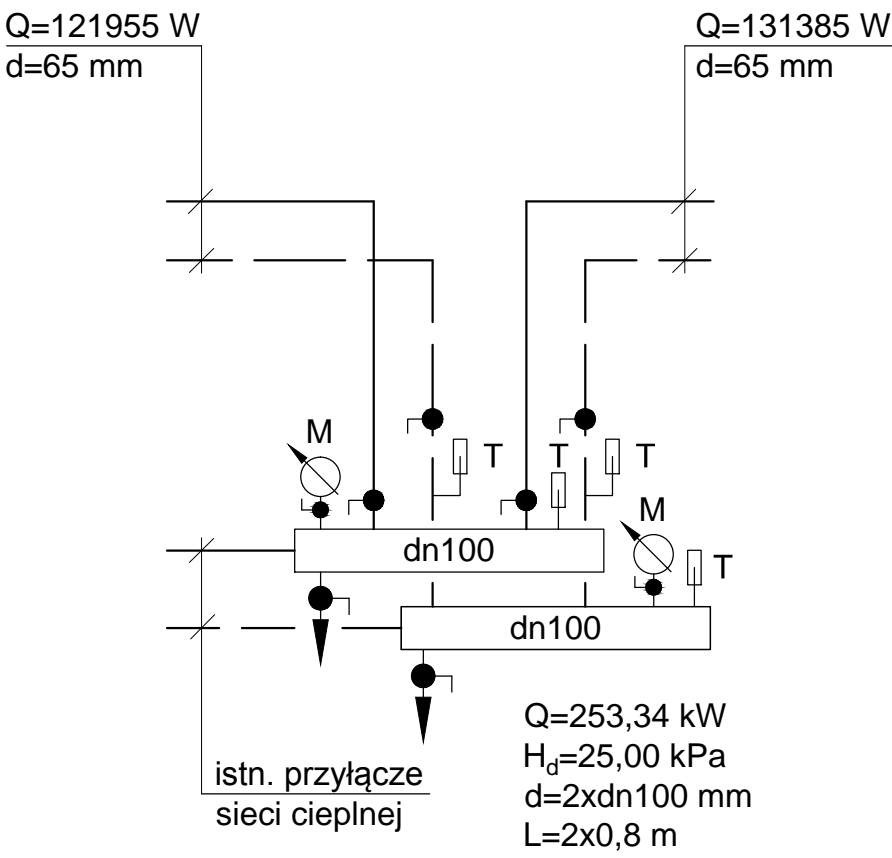 Q=121955 W
d=65 mm
Q=131385 W
d=65 mm
M
T
T
T
dn100
M
T
dn100
istn. przyłącze
sieci cieplnej
Q=253,34 kW
Hd=25,00 kPa
d=2xdn100 mm
L=2x0,8 m